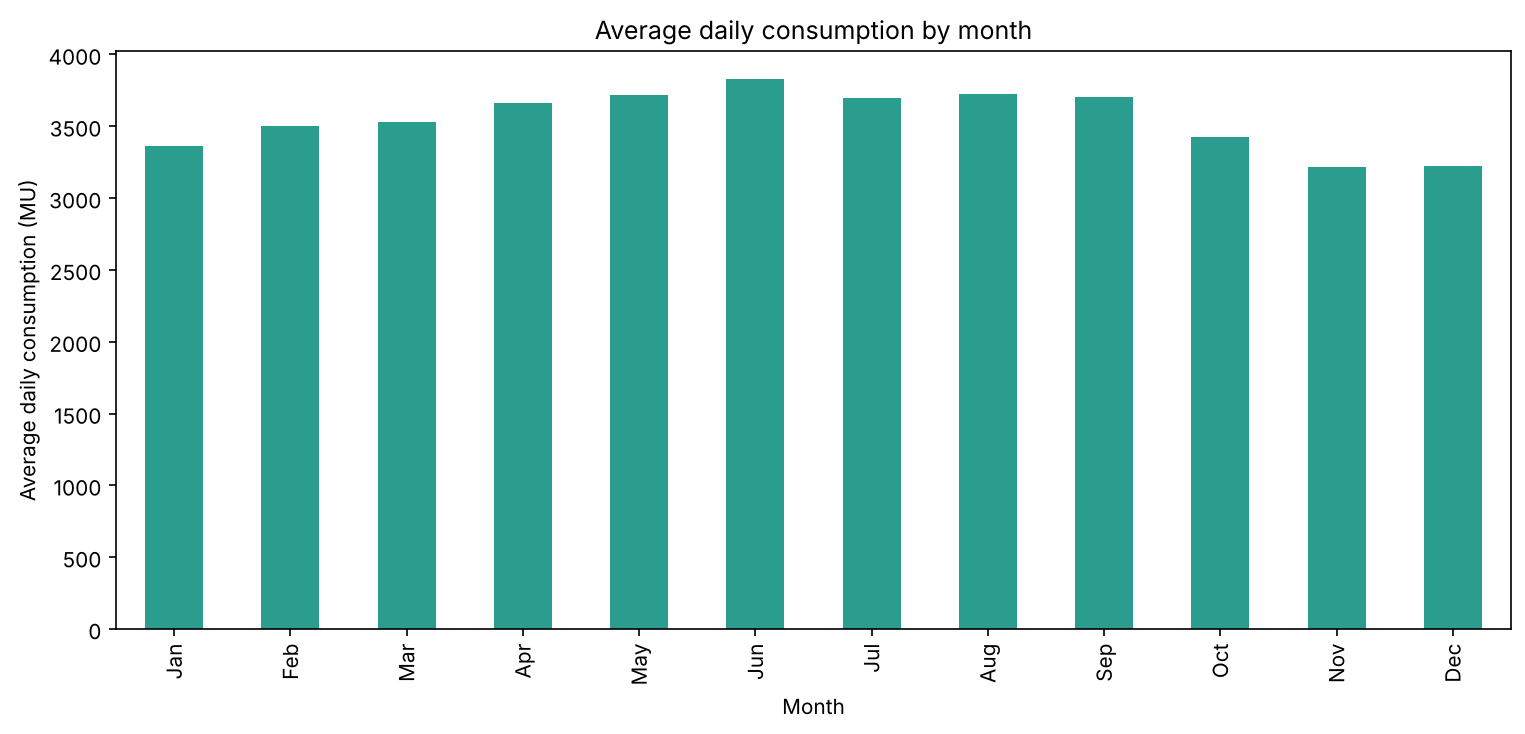 Average daily consumption by month
Average daily consumption (MU)
4000
3500
3000
2500
2000
1500
1000
500
0
Jan
Feb
Mar
Apr
May
Jun
Jul
Aug
Sep
Oct
Nov
Dec
Month